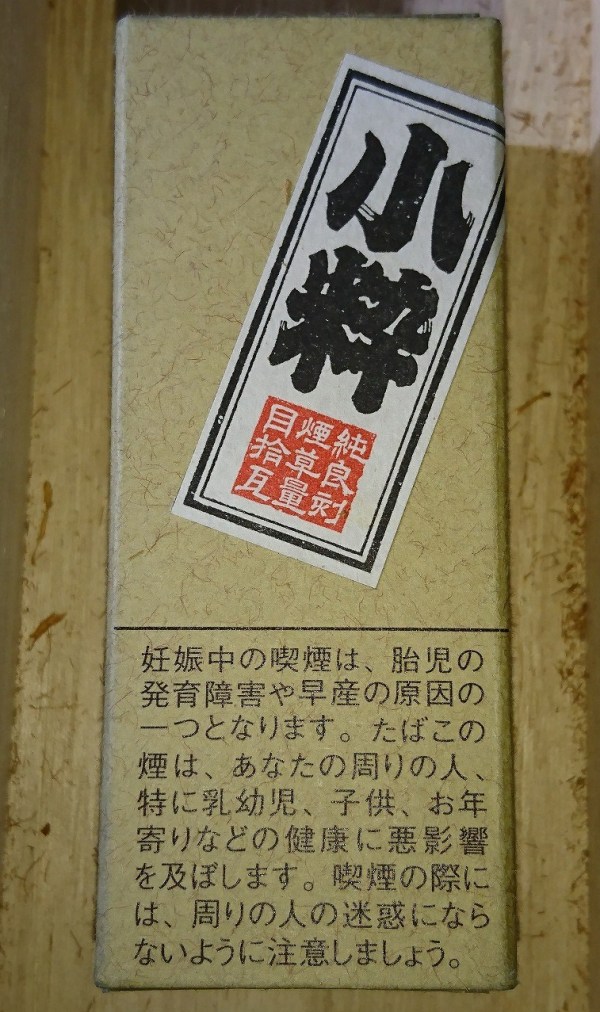 小粋
純良刻
煙草量
目拾瓦
妊娠中の喫煙は、胎児の
発育障害や早産の原因の
一つとなります。たばこの
煙は、あなたの周りの人、
特に乳幼児、子供、お年
寄りなどの健康に悪影響
を及ぼします。喫煙の際に
は、周りの人の迷惑になら
ないように注意しましょう。